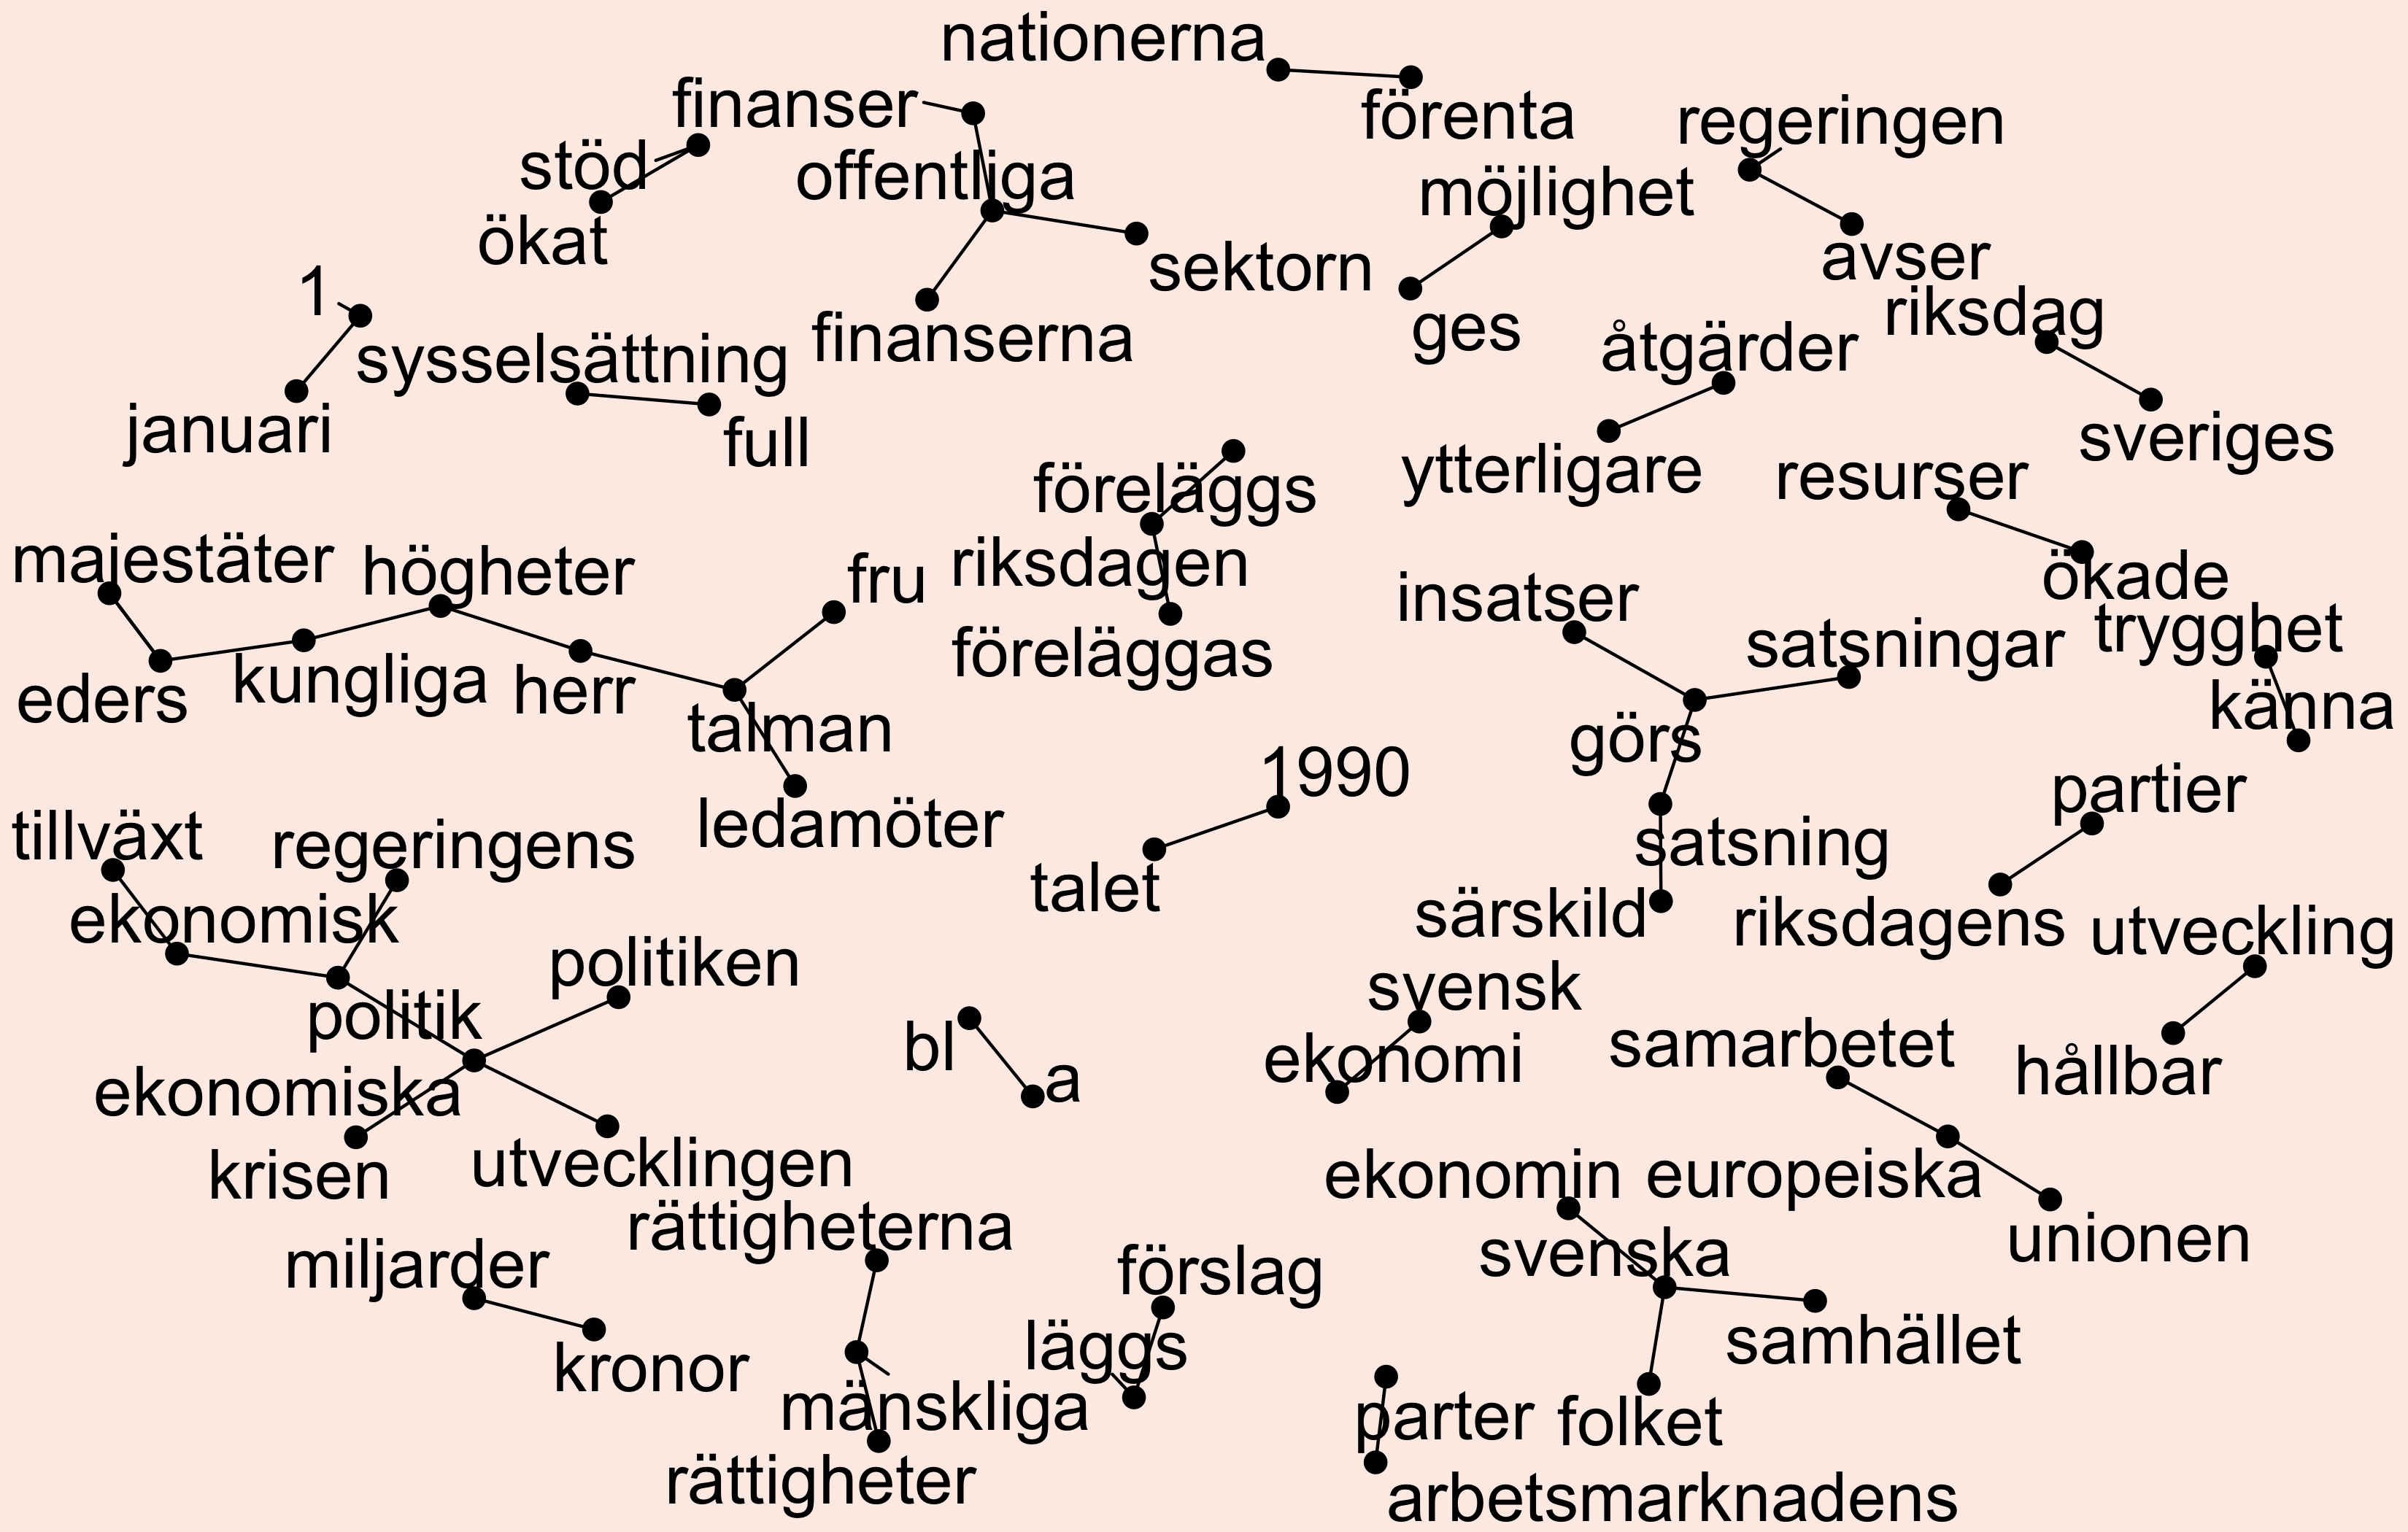 nationerna
finanser
förenta
regeringen
stöd
offentliga
möjlighet
ökat
sektorn
avser
1
riksdag
finanserna
ges
sysselsättning
åtgärder
januari
full
sveriges
föreläggs
ytterligare
resurser
majestäter
högheter
fru
riksdagen
ökade
insatser
trygghet
satsningar
föreläggas
eders
kungliga
herr
känna
talman
görs
1990
partier
ledamöter
tillväxt
regeringens
satsning
talet
särskild
ekonomisk
riksdagens
utveckling
politiken
svensk
politik
bl
samarbetet
ekonomi
hållbar
a
ekonomiska
krisen
utvecklingen
ekonomin
europeiska
rättigheterna
unionen
svenska
miljarder
förslag
läggs
samhället
kronor
mänskliga
parter
folket
rättigheter
arbetsmarknadens